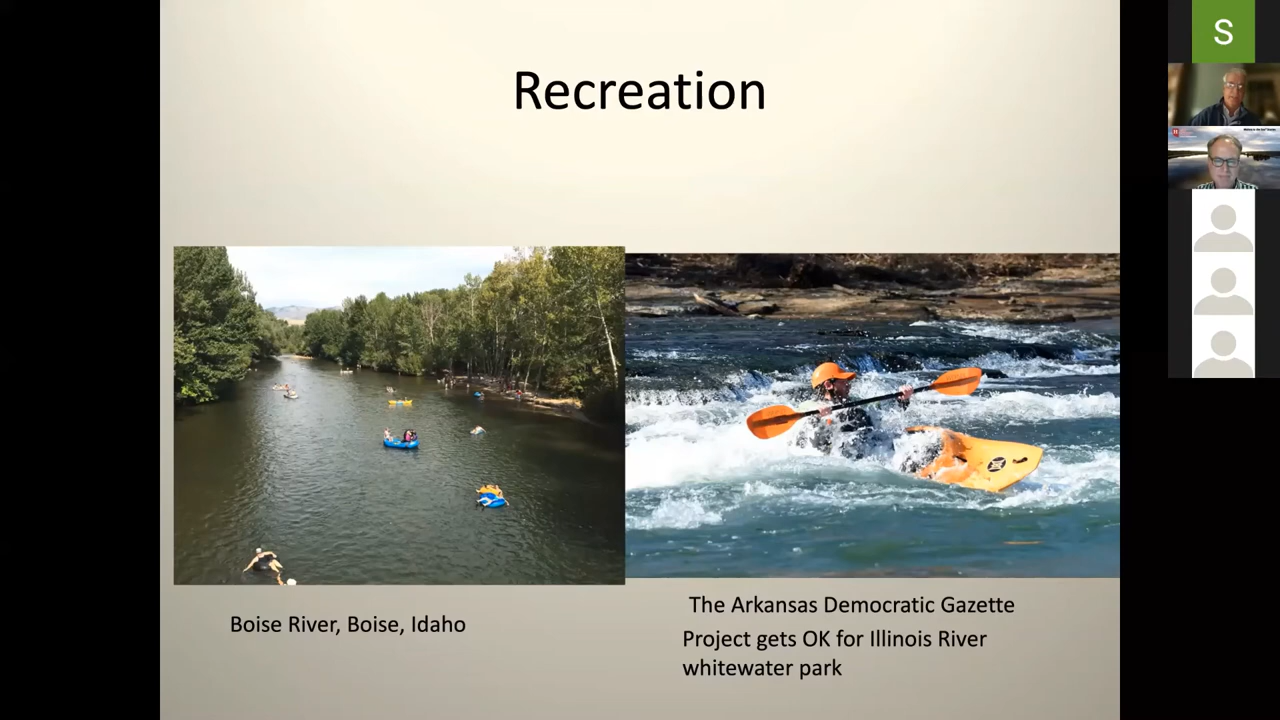 Recreation
S
Boise River, Boise, Idaho
The Arkansas Democratic Gazette
Project gets OK for Illinois River
whitewater park